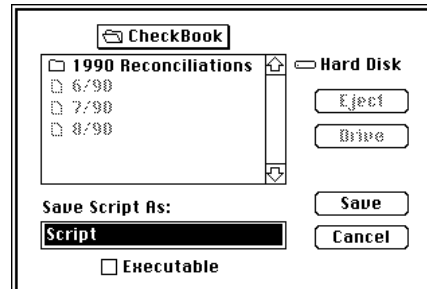 CheckBook
1990 Reconciliations
Hard Disk
6/90
7/90
8/90
Eject
Drive
Save Script As:
Script
Save
Cancel
Executable